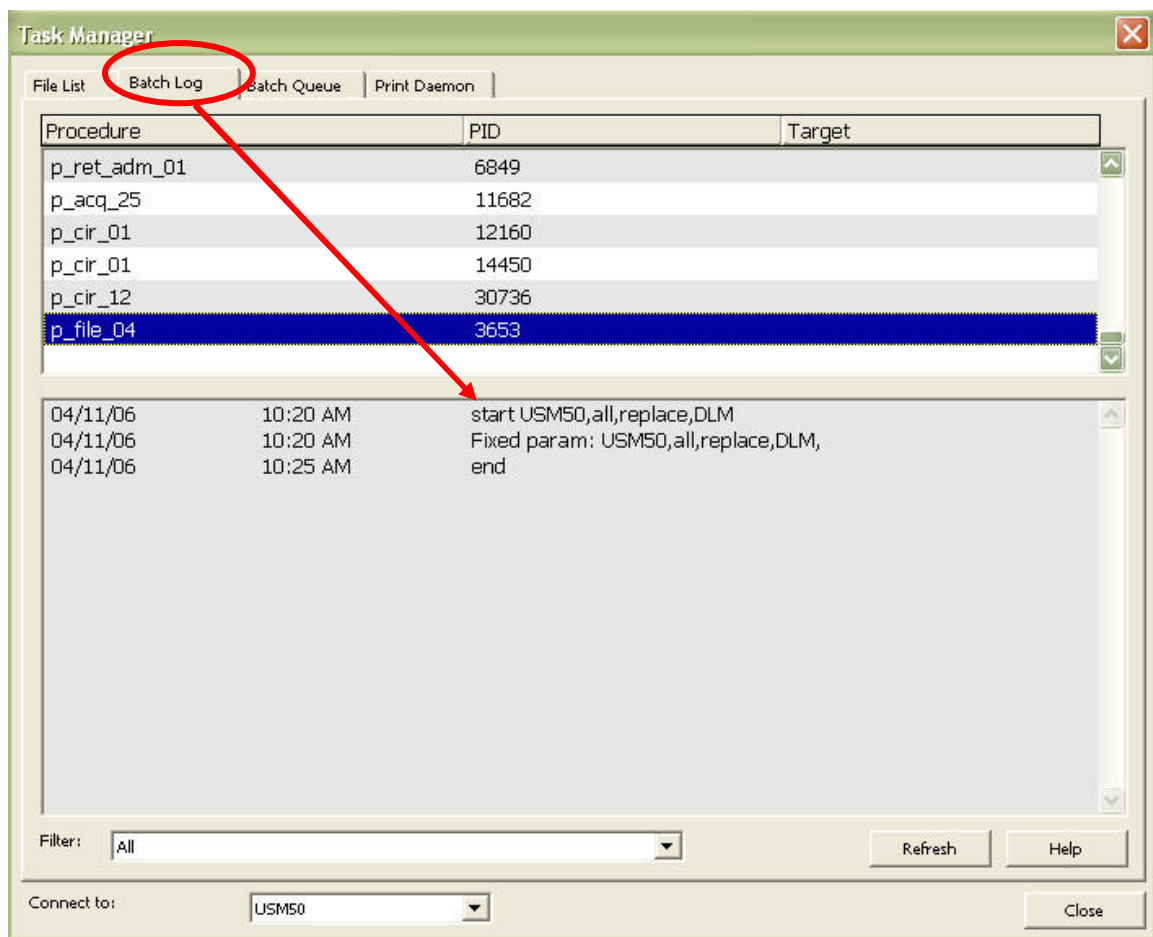 Task Manager
File List Batch Log Batch Queue Print Daemon
Procedure PID Target
p_ret_adm_01 6849
p_acq_25 11682
p_cir_01 12160
p_cir_01 14450
p_cir_12 30736
p_file_04 3653
04/11/06 10:20 AM start USM50,all,replace,DLM
04/11/06 10:20 AM Fixed param: USM50,all,replace,DLM,
04/11/06 10:25 AM end
Filter: All Refresh Help
Connect to: USM50 Close